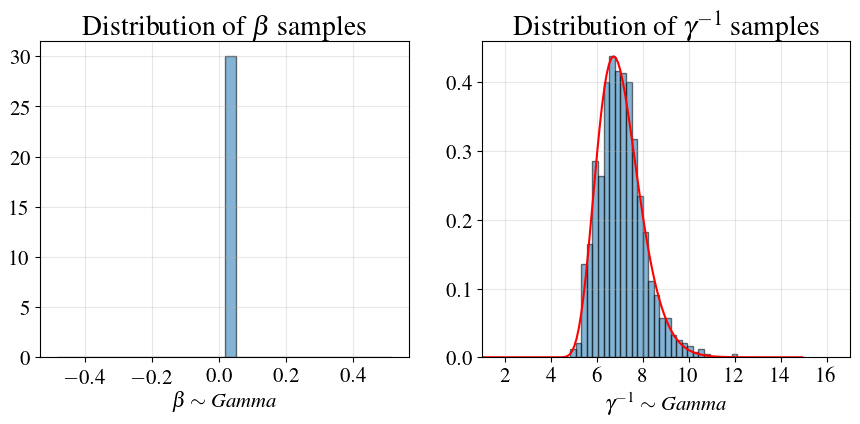 Distribution of β samples
30
25
20
15
10
5
0
−0.4 −0.2 0.0 0.2 0.4
β ~ Gamma
Distribution of γ⁻¹ samples
0.4
0.3
0.2
0.1
0.0
2 4 6 8 10 12 14 16
γ⁻¹ ~ Gamma